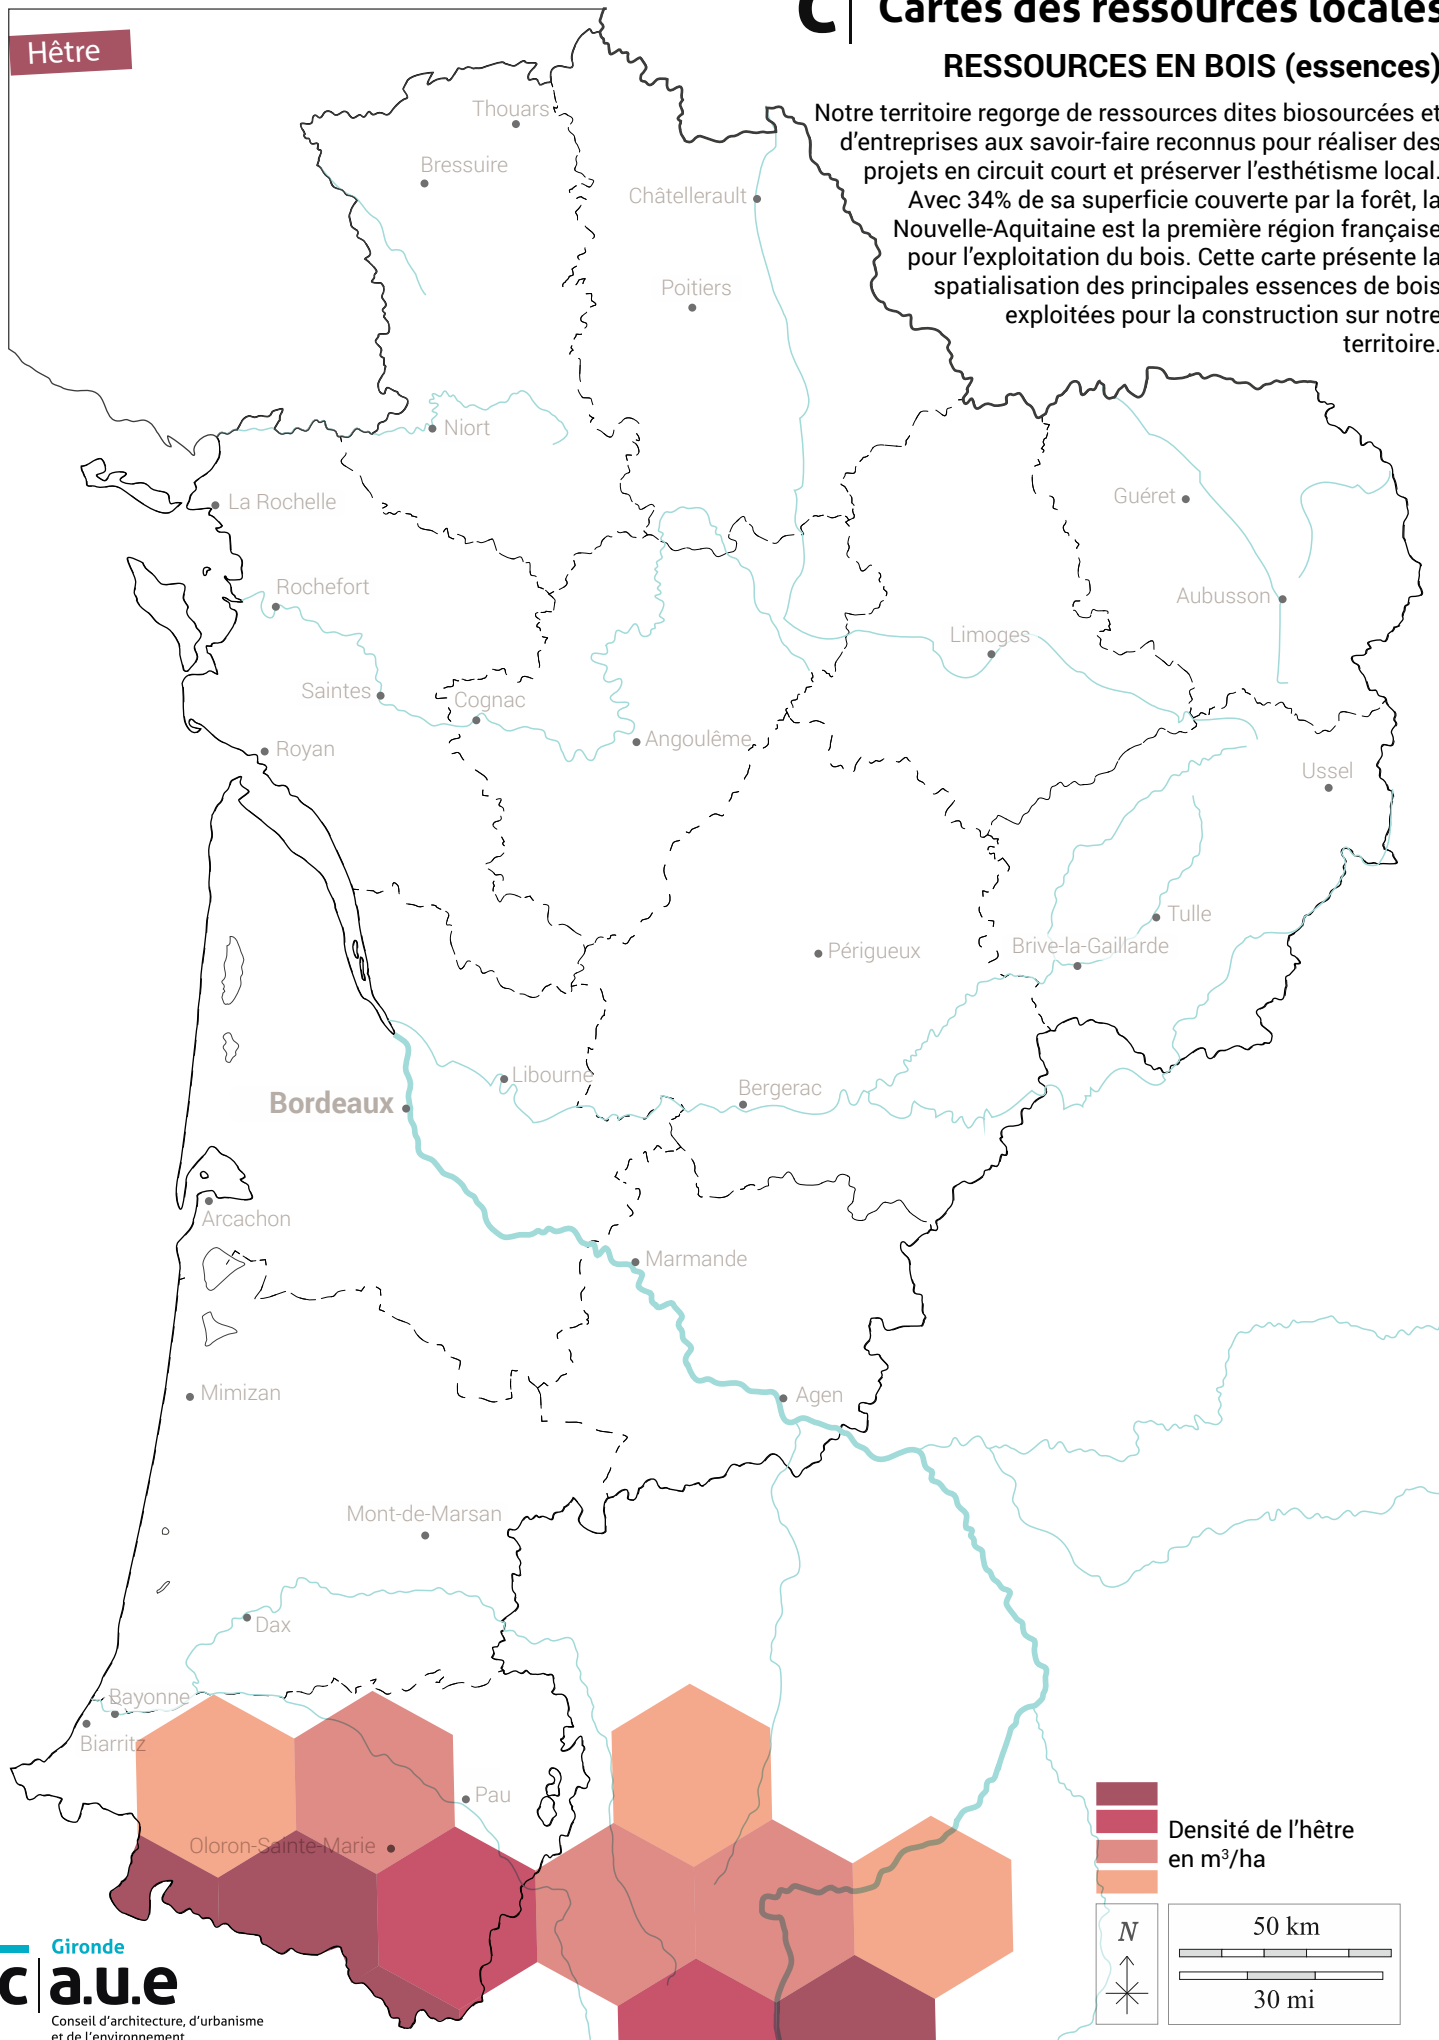 Cartes des ressources locales
Hêtre
RESSOURCES EN BOIS (essences)
Notre territoire regorge de ressources dites biosourcées et
d'entreprises aux savoir-faire reconnus pour réaliser des
projets en circuit court et préserver l'esthétisme local.
Avec 34% de sa superficie couverte par la forêt, la
Nouvelle-Aquitaine est la première région française
pour l'exploitation du bois. Cette carte présente la
spatialisation des principales essences de bois
exploitées pour la construction sur notre
territoire.
Thouars
Bressuire
Châtellerault
Poitiers
Niort
La Rochelle
Guéret
Rochefort
Aubusson
Limoges
Saintes
Cognac
Angoulême
Royan
Ussel
Tulle
Brive-la-Gaillarde
Périgueux
Libourne
Bergerac
Bordeaux
Arcachon
Marmande
Mimizan
Agen
Mont-de-Marsan
Dax
Bayonne
Biarritz
Pau
Oloron-Sainte-Marie
Densité de l'hêtre
en m³/ha
N
50 km
30 mi
Gironde
c|a.u.e
Conseil d'architecture, d'urbanisme
et de l'environnement